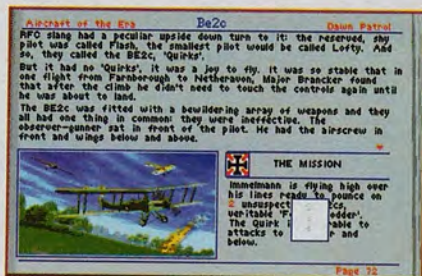 Aircraft of the Era
Be2c
Dawn Patrol
RFC slang had a peculiar upside down turn to it: the reserved, shy
pilot was called Flash, the smallest pilot would be called Lofty. And
so, they called the BE2c, 'Quirks'.
But it had no 'Quirks', it was a joy to fly. It was so stable that in
one flight from Farnborough to Netheravon, Major Brancker found
that after the climb he didn't need to touch the controls again until
he was about to land.
The BE2c was fitted with a bewildering array of weapons and they
all had one thing in common: they were ineffective. The
observer-gunner sat in front of the pilot. He had the airscrew in
front and wings below and above.
THE MISSION
Immelmann is flying high over
his lines ready to pounce on
2 unsuspect cs,
veritable 'F odder'.
The Quirk i able to
attacks to r and
below.
Page 72